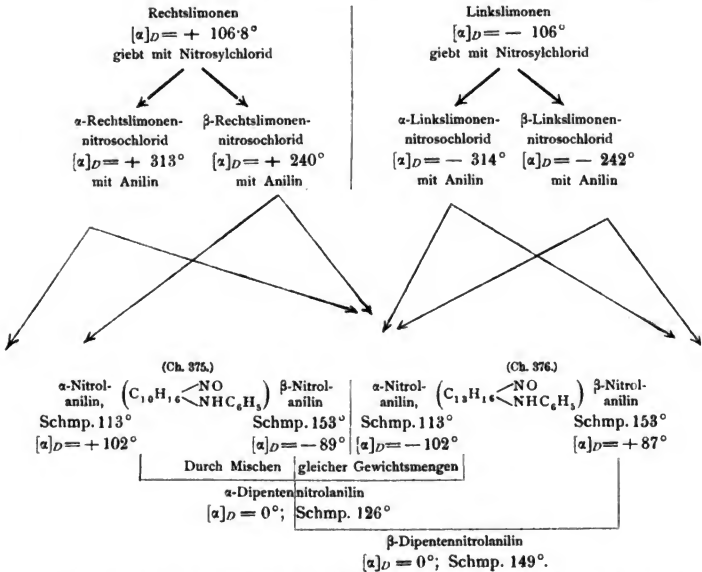 Rechtslimonen
[α]D = + 106·8°
giebt mit Nitrosylchlorid
α-Rechtslimonen-
nitrosochlorid
[α]D = + 313°
mit Anilin
β-Rechtslimonen-
nitrosochlorid
[α]D = + 240°
mit Anilin
Linkslimonen
[α]D = − 106°
giebt mit Nitrosylchlorid
α-Linkslimonen-
nitrosochlorid
[α]D = − 314°
mit Anilin
β-Linkslimonen-
nitrosochlorid
[α]D = − 242°
mit Anilin
(Ch. 375.)
α-Nitrol-
anilin,
Schmp. 113°
[α]D = + 102°
(C10H16 <NO NHC6H5)
β-Nitrol-
anilin
Schmp. 153°
[α]D = − 89°
(Ch. 376.)
α-Nitrol-
anilin
Schmp. 113°
[α]D = − 102°
(C13H16 <NO NHC6H5)
β-Nitrol-
anilin
Schmp. 153°
[α]D = + 87°
Durch Mischen gleicher Gewichtsmengen
α-Dipentennitrolanilin
[α]D = 0°; Schmp. 126°
β-Dipentennitrolanilin
[α]D = 0°; Schmp. 149°.